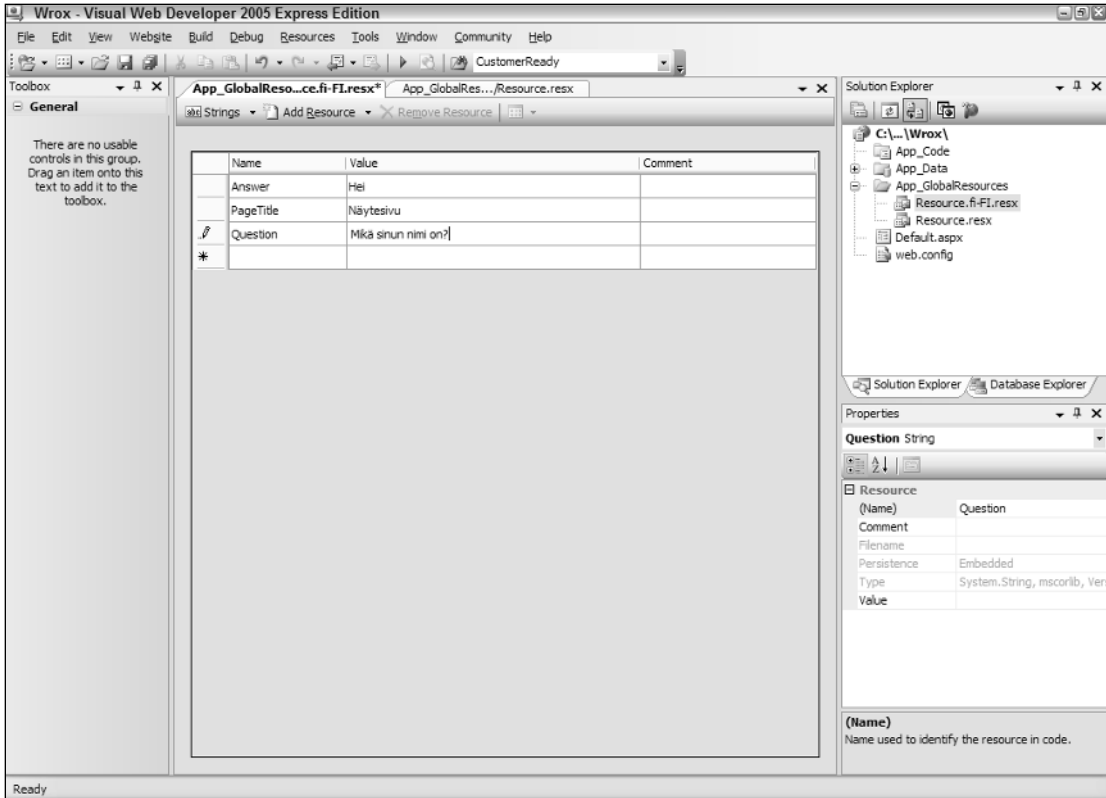 Wrox - Visual Web Developer 2005 Express Edition
File Edit View Website Build Debug Resources Tools Window Community Help
CustomerReady
Toolbox
General
There are no usable
controls in this group.
Drag an item onto this
text to add it to the
toolbox.
App_GlobalReso...ce.fi-FI.resx* App_GlobalRes.../Resource.resx
abc Strings Add Resource Remove Resource
Name Value Comment
Answer Hei
PageTitle Näytesivu
Question Mikä sinun nimi on?
Solution Explorer
C:\...\Wrox\
App_Code
App_Data
App_GlobalResources
Resource.fi-FI.resx
Resource.resx
Default.aspx
web.config
Solution Explorer Database Explorer
Properties
Question String
Resource
(Name) Question
Comment
Filename
Persistence Embedded
Type System.String, mscorlib, Ver
Value
(Name)
Name used to identify the resource in code.
Ready